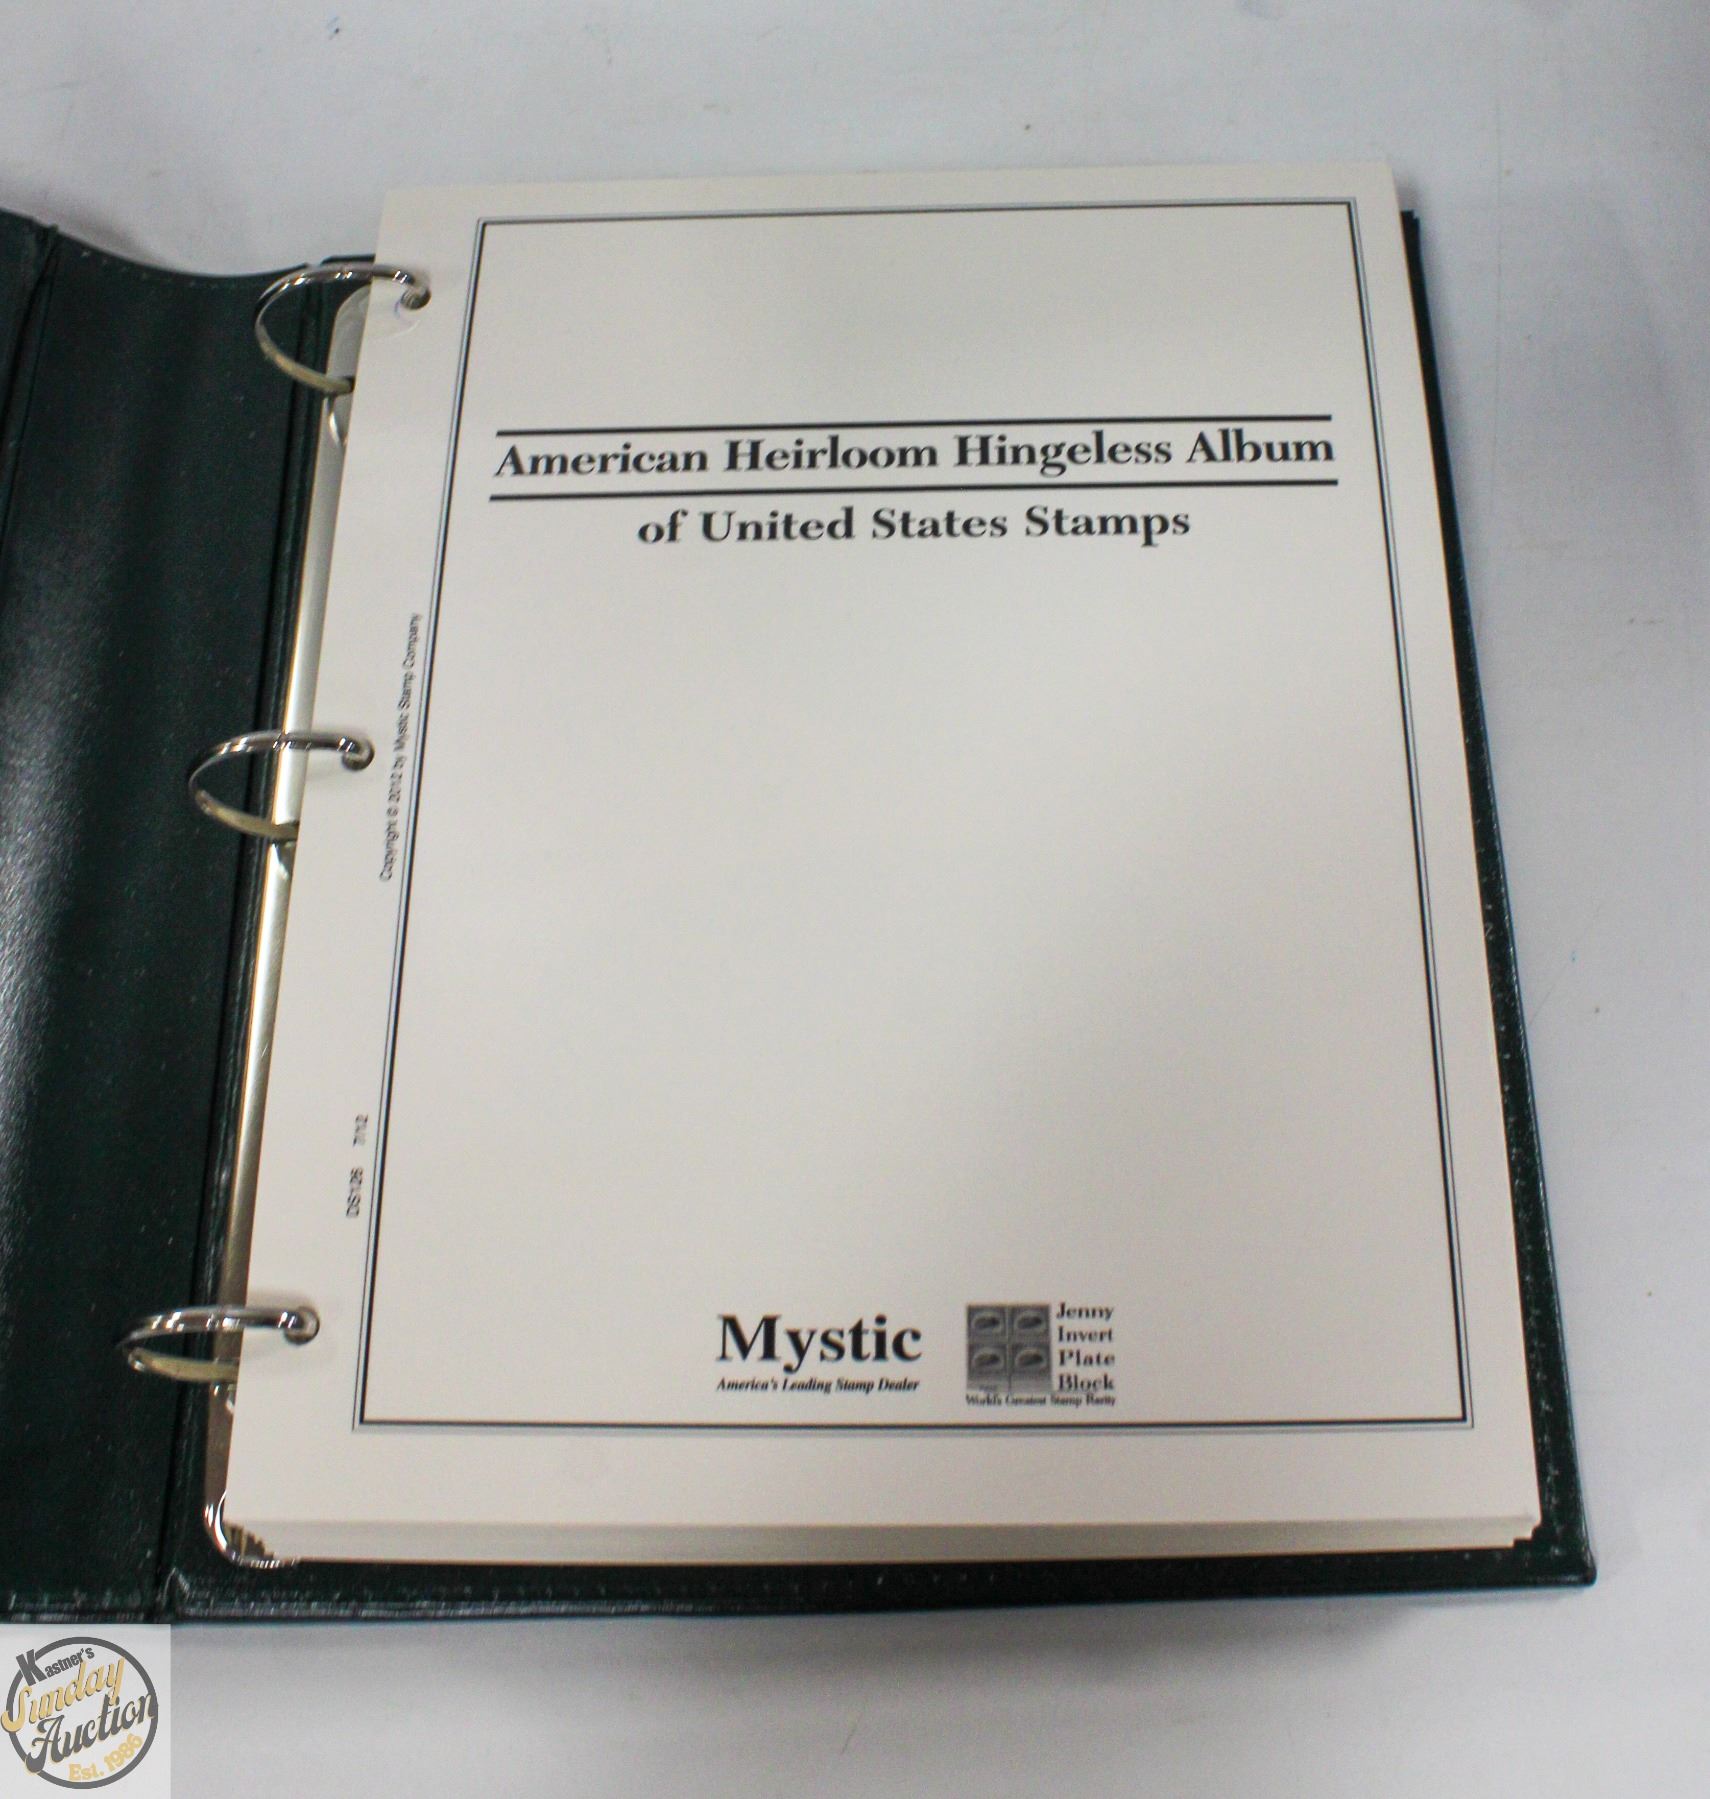 American Heirloom Hingeless Album
of United States Stamps
Copyright © 2012 by Mystic Stamp Company
DS126 7/12
Mystic
America's Leading Stamp Dealer
Jenny
Invert
Plate
Block
World's Greatest Stamp Rarity
Kastner's
Sunday
Auction
Est. 1986